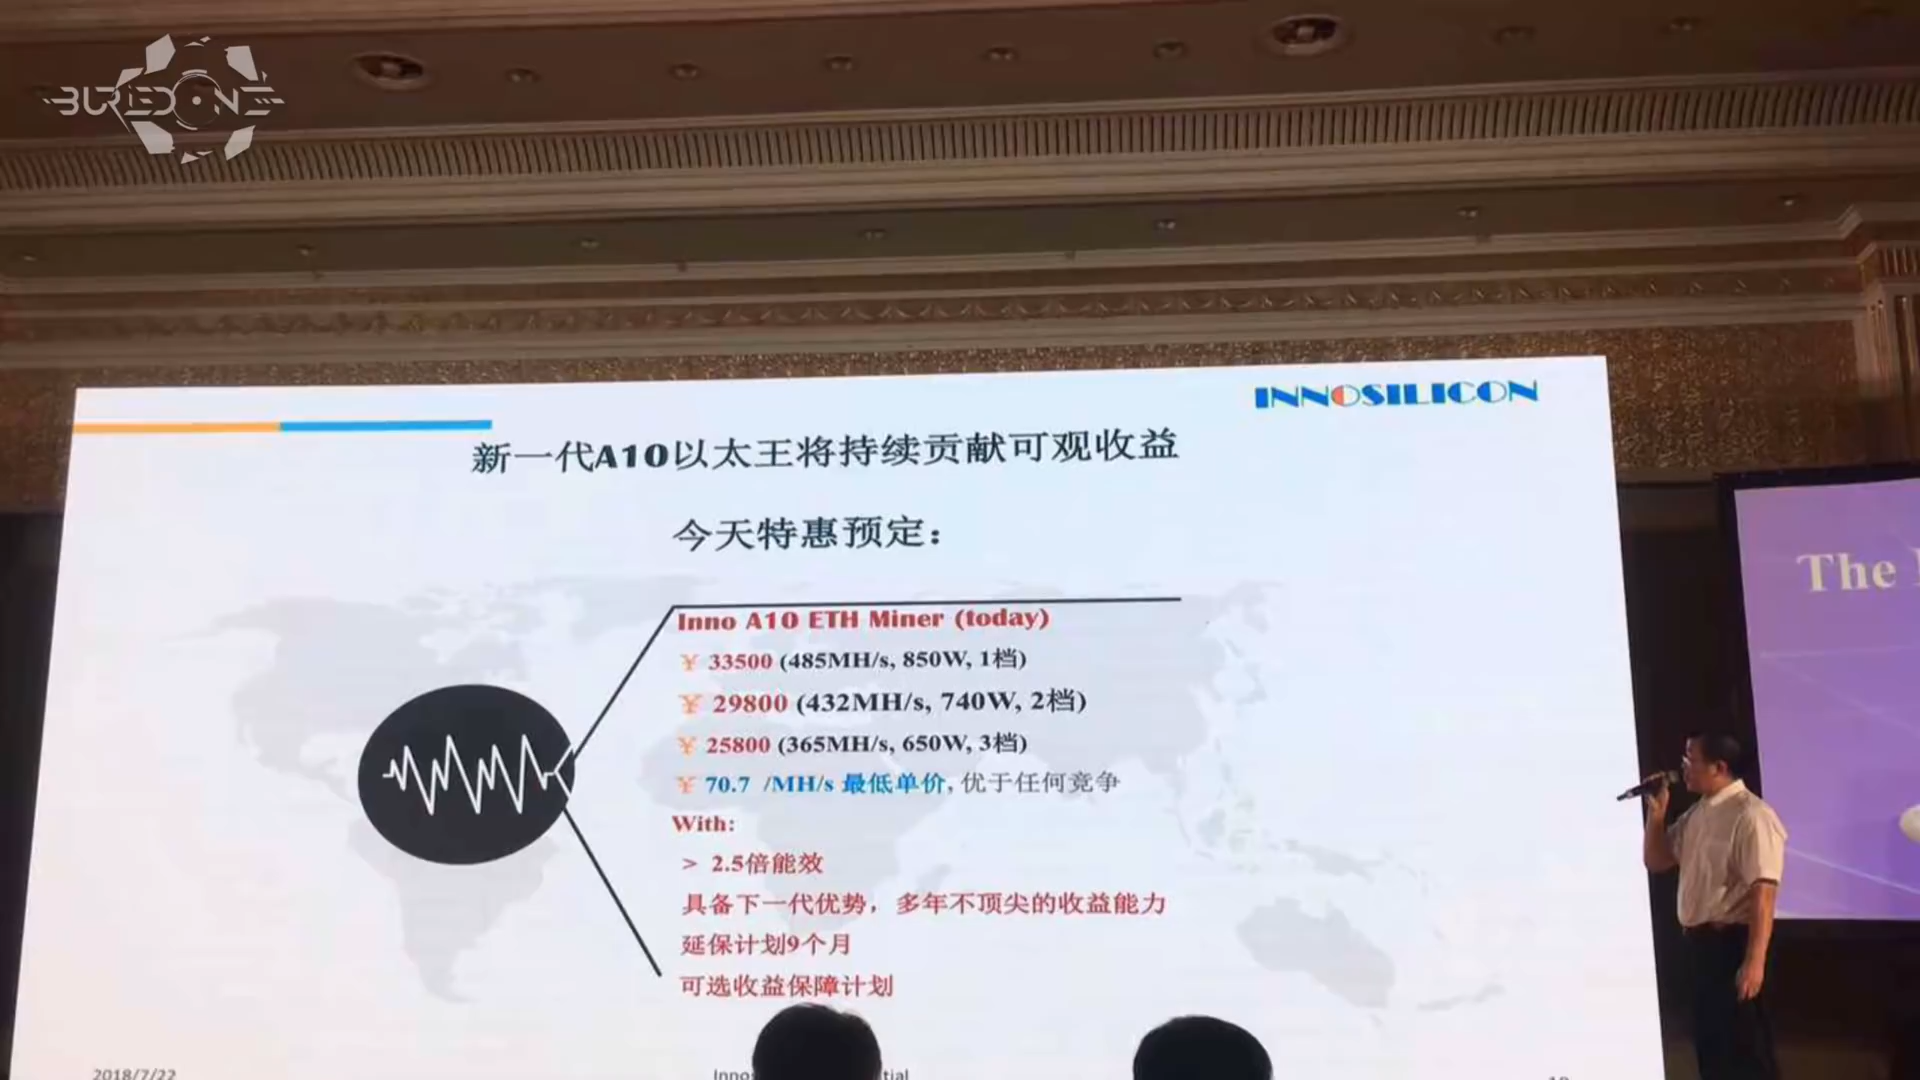 BURIEDONE
INNOSILICON
新一代A10以太王将持续贡献可观收益
今天特惠预定:
The
Inno A10 ETH Miner (today)
¥ 33500 (485MH/s, 850W, 1档)
¥ 29800 (432MH/s, 740W, 2档)
¥ 25800 (365MH/s, 650W, 3档)
¥ 70.7 /MH/s 最低单价, 优于任何竞争
With:
> 2.5倍能效
具备下一代优势，多年不顶尖的收益能力
延保计划9个月
可选收益保障计划
2018/7/22